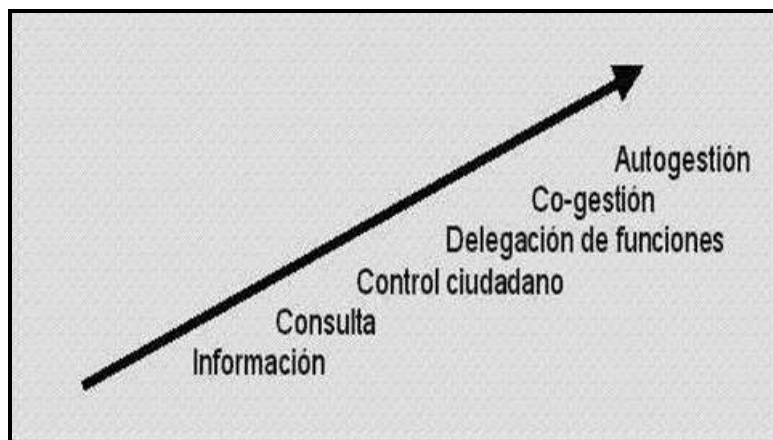 Autogestión
Co-gestión
Delegación de funciones
Control ciudadano
Consulta
Información